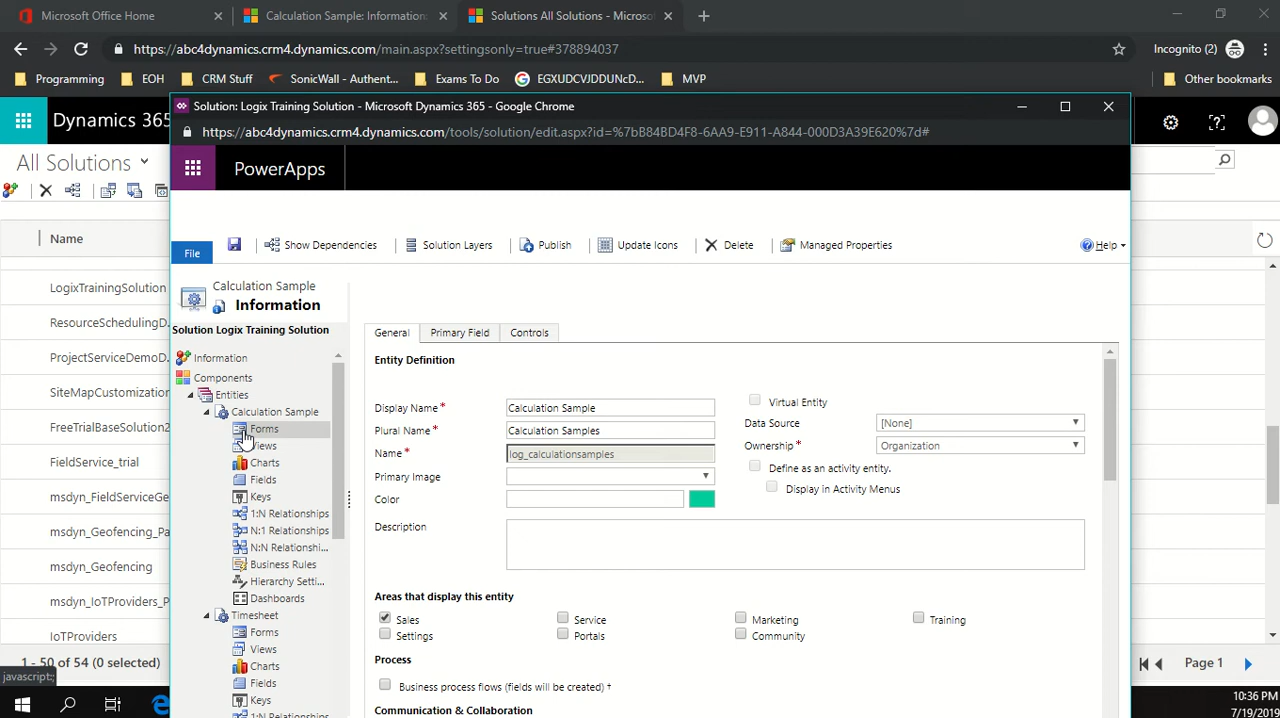 Microsoft Office Home
Calculation Sample: Information:
Solutions All Solutions - Microso
https://abc4dynamics.crm4.dynamics.com/main.aspx?settingsonly=true#378894037
Incognito (2)
Programming
EOH
CRM Stuff
SonicWall - Authent...
Exams To Do
EGXUDCVJDDUNcD...
MVP
Other bookmarks
Solution: Logix Training Solution - Microsoft Dynamics 365 - Google Chrome
https://abc4dynamics.crm4.dynamics.com/tools/solution/edit.aspx?id=%7bB84BD4F8-6AA9-E911-A844-000D3A39E620%7d#
Dynamics 365
PowerApps
All Solutions
File
Show Dependencies
Solution Layers
Publish
Update Icons
Delete
Managed Properties
Help
Name
Calculation Sample
Information
Solution Logix Training Solution
Information
Components
Entities
Calculation Sample
Forms
Views
Charts
Fields
Keys
1:N Relationships
N:1 Relationships
N:N Relationshi...
Business Rules
Hierarchy Setti...
Dashboards
Timesheet
Forms
Views
Charts
Fields
Keys
1:N Relationships
LogixTrainingSolution
ResourceSchedulingD
ProjectServiceDemoD
SiteMapCustomization
FreeTrialBaseSolution2
FieldService_trial
msdyn_FieldServiceGe
msdyn_Geofencing_Pa
msdyn_Geofencing
msdyn_IoTProviders_P
IoTProviders
1 - 50 of 54 (0 selected)
javascript:;
General
Primary Field
Controls
Entity Definition
Display Name*
Calculation Sample
Plural Name*
Calculation Samples
Name*
log_calculationsamples
Primary Image
Color
Description
Virtual Entity
Data Source
[None]
Ownership*
Organization
Define as an activity entity.
Display in Activity Menus
Areas that display this entity
Sales
Service
Marketing
Training
Settings
Portals
Community
Process
Business process flows (fields will be created) †
Communication & Collaboration
Page 1
10:36 PM
7/19/2019